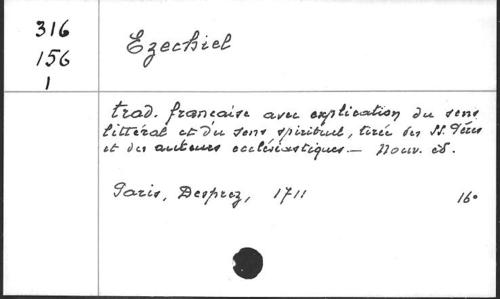 316
156
1
Ezechiel
trad. francaise avec explication du sens
littéral et du sens spirituel, tirée des SS. Pères
et des auteurs ecclésiastiques — Nouv. éd.
Paris, Desprez, 1711 16°